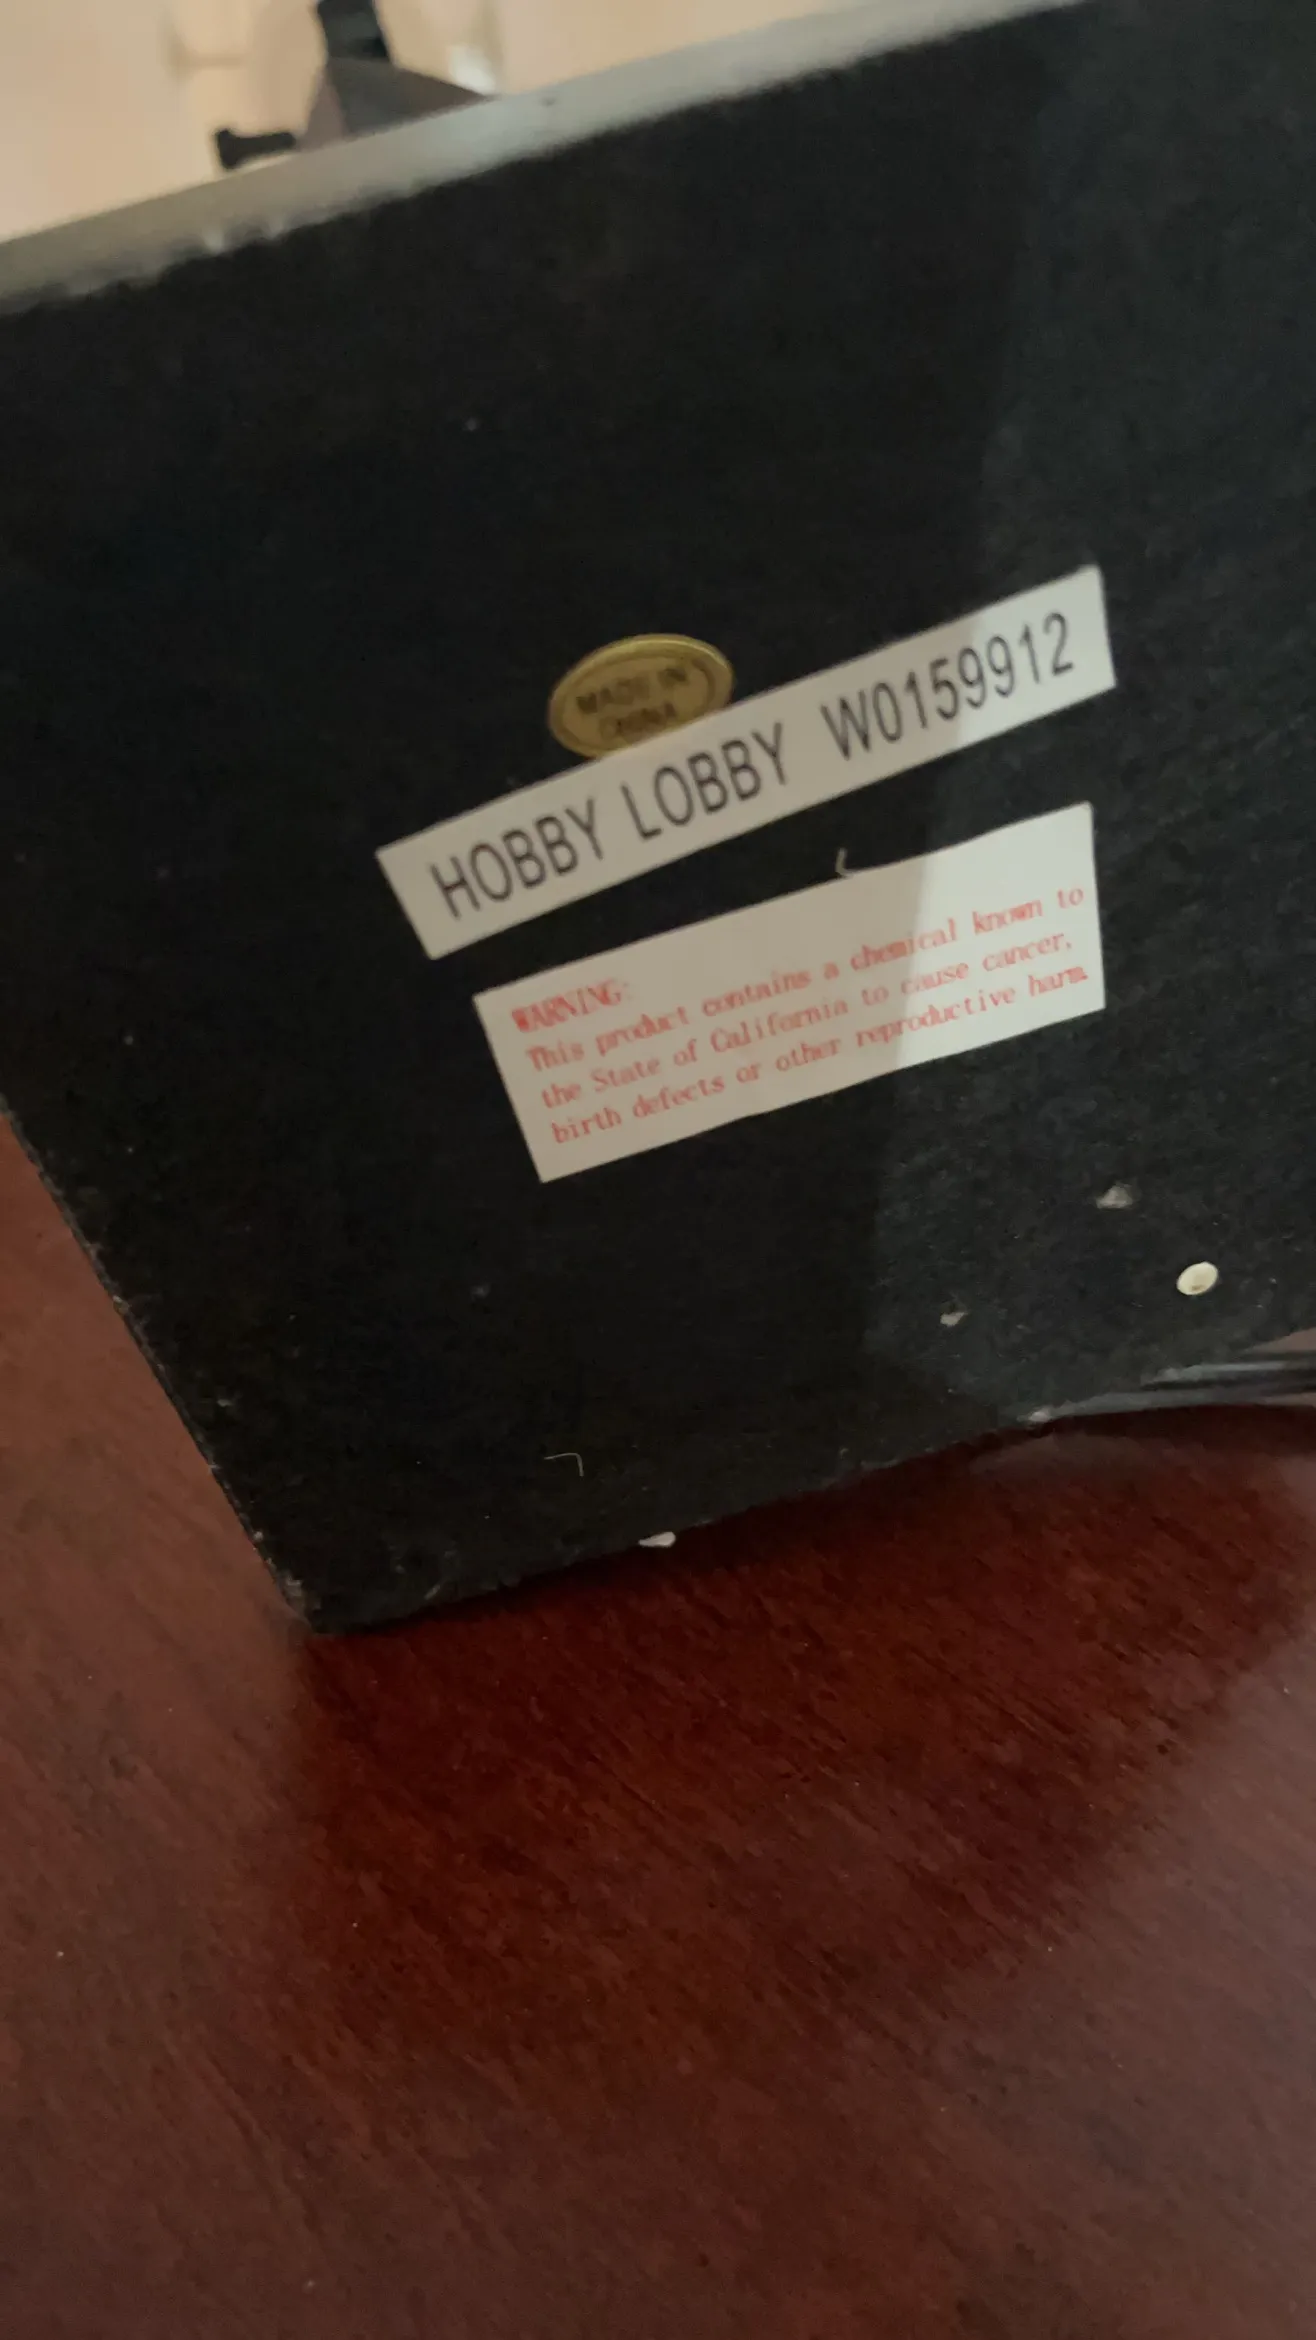 MADE IN
CHINA
HOBBY LOBBY W0159912
WARNING:
This product contains a chemical known to
the State of California to cause cancer,
birth defects or other reproductive harm.